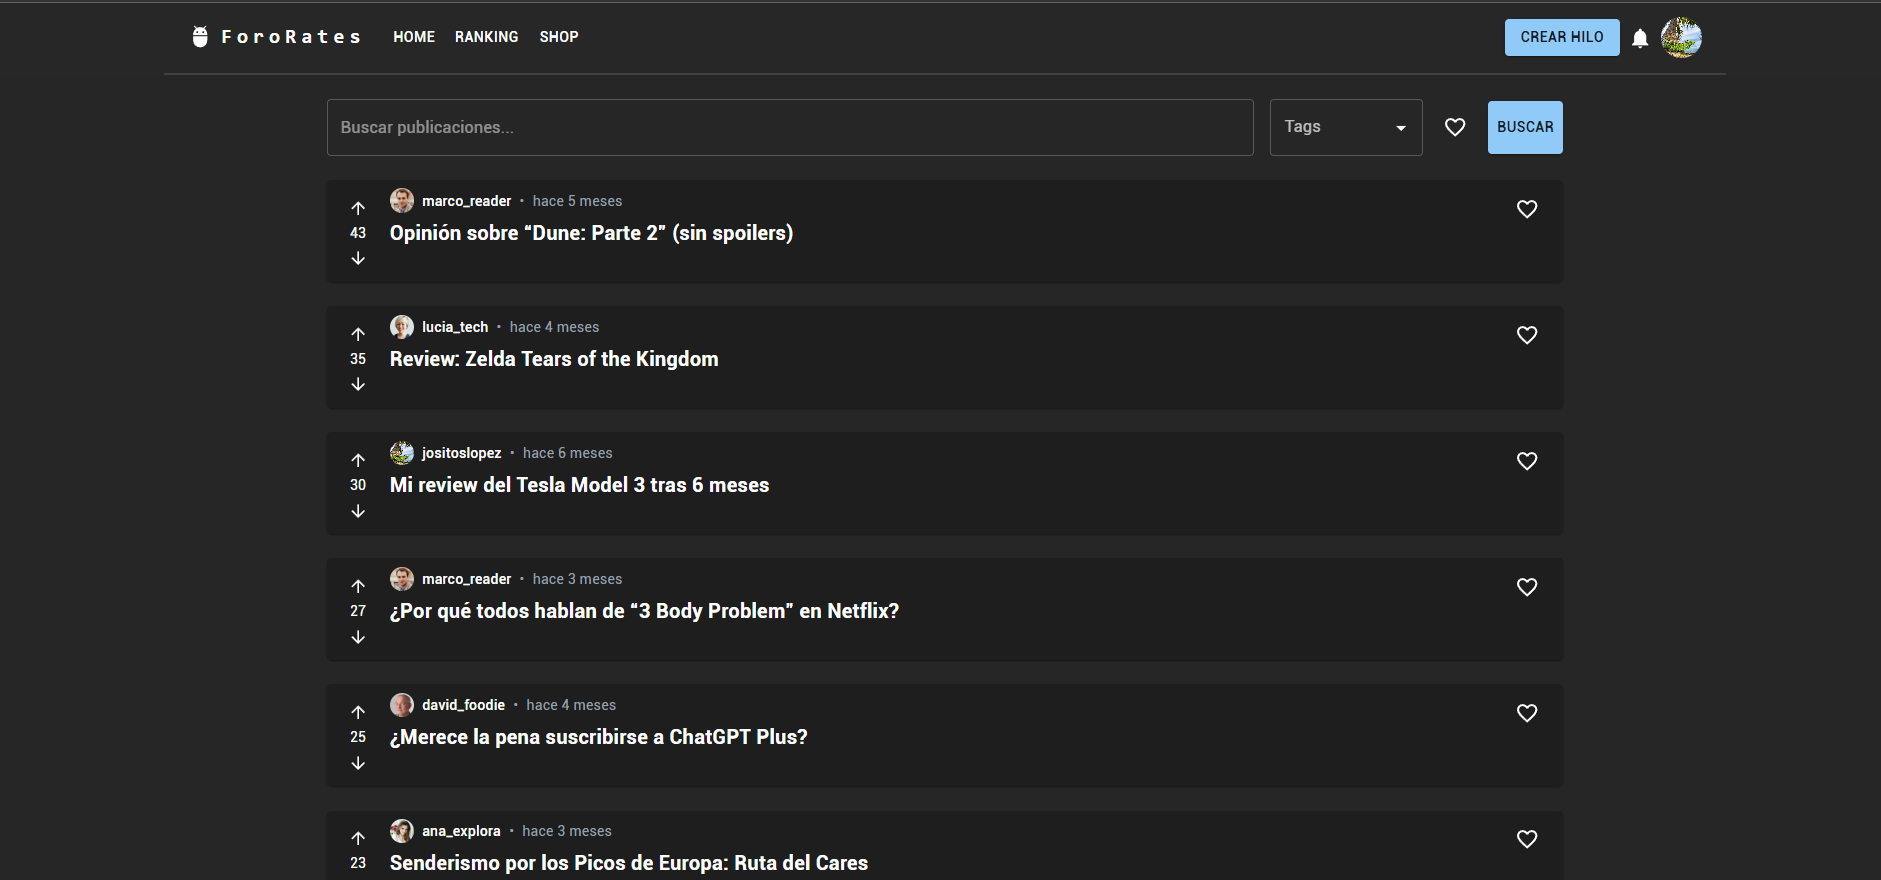 ForoRates HOME RANKING SHOP CREAR HILO
Buscar publicaciones... Tags BUSCAR
marco_reader • hace 5 meses
43 Opinión sobre “Dune: Parte 2” (sin spoilers)
lucia_tech • hace 4 meses
35 Review: Zelda Tears of the Kingdom
jositoslopez • hace 6 meses
30 Mi review del Tesla Model 3 tras 6 meses
marco_reader • hace 3 meses
27 ¿Por qué todos hablan de “3 Body Problem” en Netflix?
david_foodie • hace 4 meses
25 ¿Merece la pena suscribirse a ChatGPT Plus?
ana_explora • hace 3 meses
23 Senderismo por los Picos de Europa: Ruta del Cares